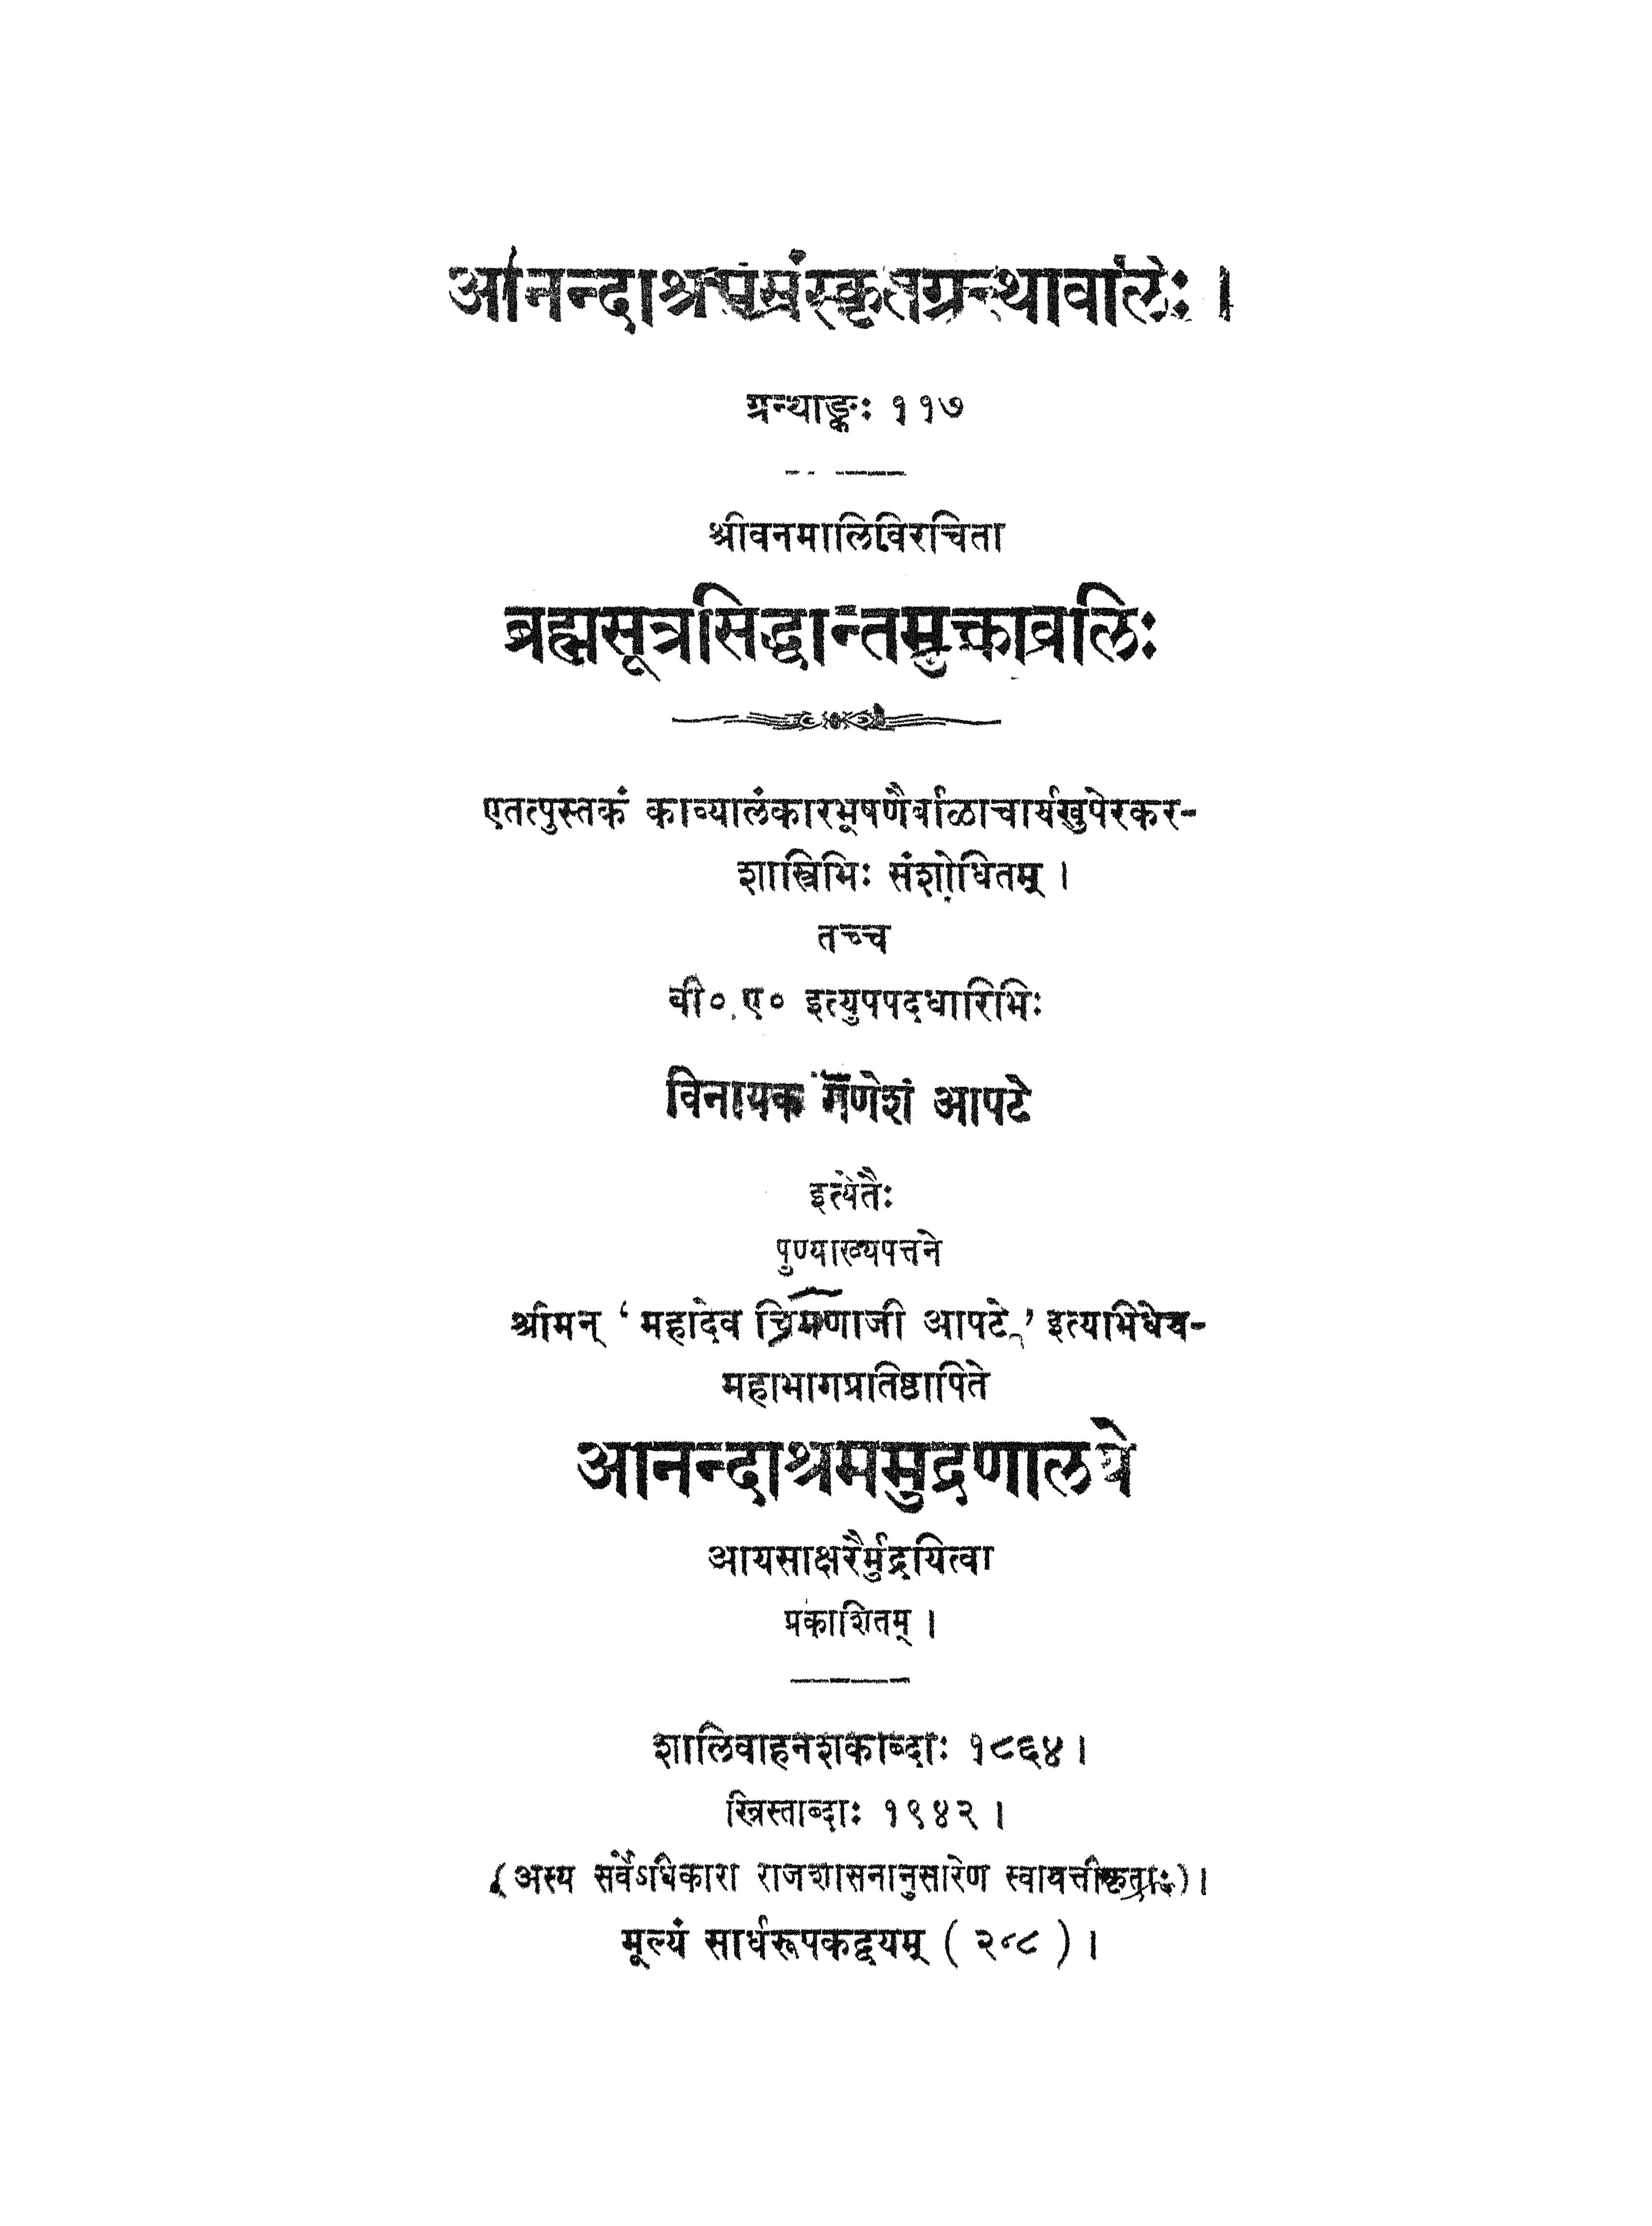 आनन्दाश्रमसंस्कृतग्रन्थावलिः ।
ग्रन्थाङ्कः ११७
श्रीवनमालिविरचिता
ब्रह्मसूत्रसिद्धान्तमुक्तावलिः
एतत्पुस्तकं काव्यालंकारभूषणैर्बाळाचार्यखुपेरकर-
शास्त्रिभिः संशोधितम् ।
तच्च
बी० ए० इत्युपपदधारिभिः
विनायक गणेश आपटे
इत्येतैः
पुण्याख्यपत्तने
श्रीमन् ' महादेव चिमणाजी आपटे ' इत्यभिधेय-
महाभागप्रतिष्ठापिते
आनन्दाश्रममुद्रणालये
आयसाक्षरैर्मुद्रयित्वा
प्रकाशितम् ।
शालिवाहनशकाब्दाः १८६४ ।
ख्रिस्ताब्दाः १९४२ ।
( अस्य सर्वेऽधिकारा राजशासनानुसारेण स्वायत्तीकृताः ) ।
मूल्यं सार्धरूपकद्वयम् ( २-८ ) ।